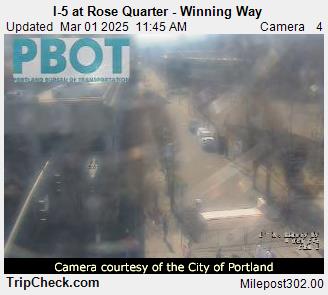 I-5 at Rose Quarter - Winning Way
Updated  Mar 01 2025  11:45 AM  Camera  4
PBOT
PORTLAND BUREAU OF TRANSPORTATION
Camera courtesy of the City of Portland
TripCheck.com  Milepost302.00